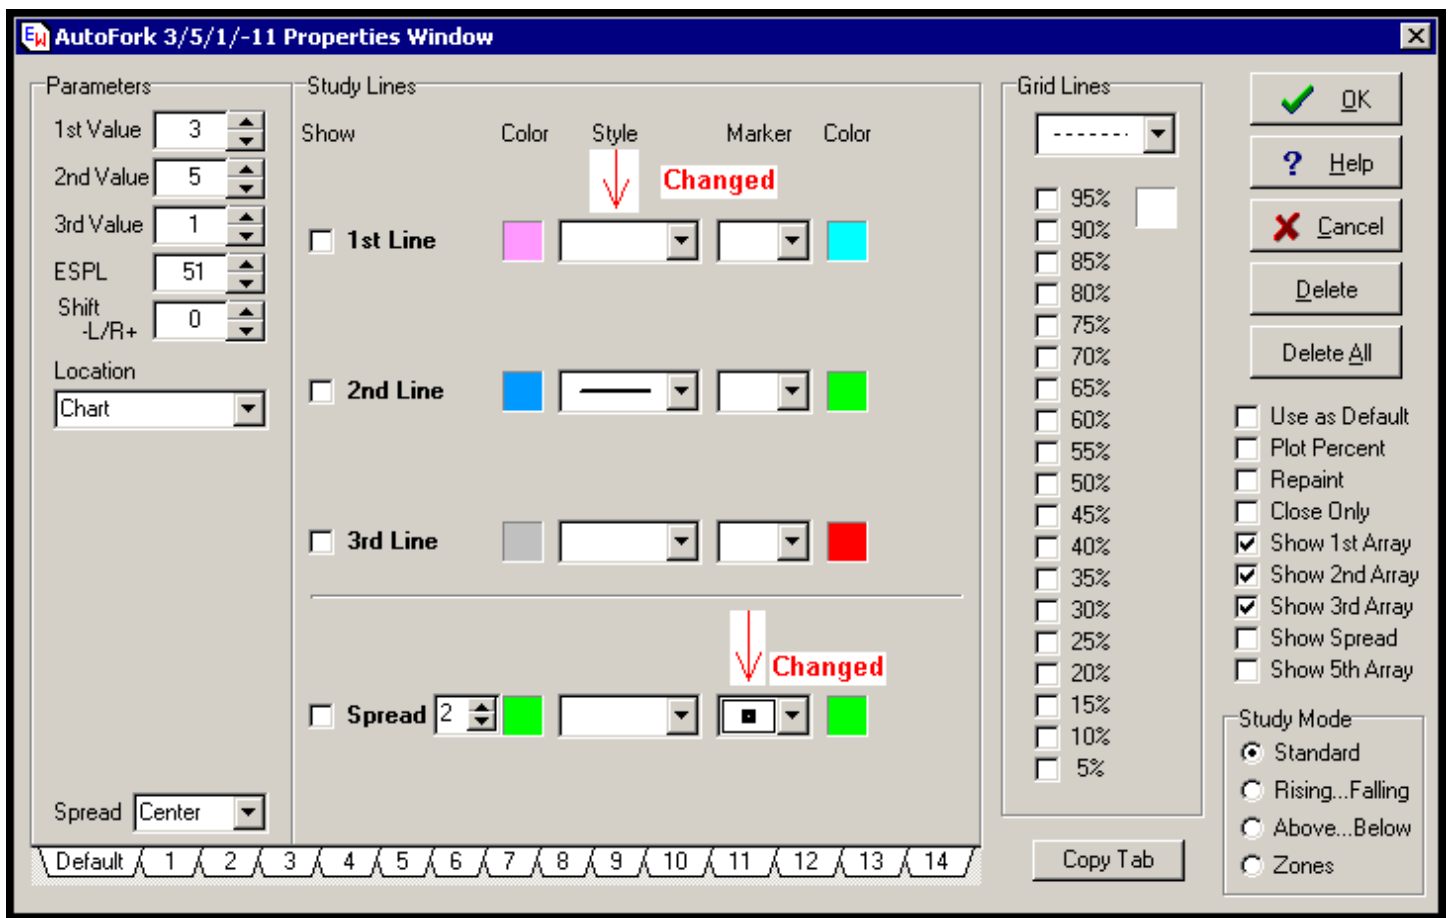 AutoFork 3/5/1/-11 Properties Window
Parameters
1st Value 3
2nd Value 5
3rd Value 1
ESPL 51
Shift
-L/R+ 0
Location
Chart
Spread Center
Study Lines
Show Color Style Marker Color
Changed
1st Line
2nd Line
3rd Line
Changed
Spread 2
Default 1 2 3 4 5 6 7 8 9 10 11 12 13 14
Grid Lines
95%
90%
85%
80%
75%
70%
65%
60%
55%
50%
45%
40%
35%
30%
25%
20%
15%
10%
5%
Copy Tab
OK
? Help
Cancel
Delete
Delete All
Use as Default
Plot Percent
Repaint
Close Only
Show 1st Array
Show 2nd Array
Show 3rd Array
Show Spread
Show 5th Array
Study Mode
Standard
Rising...Falling
Above...Below
Zones